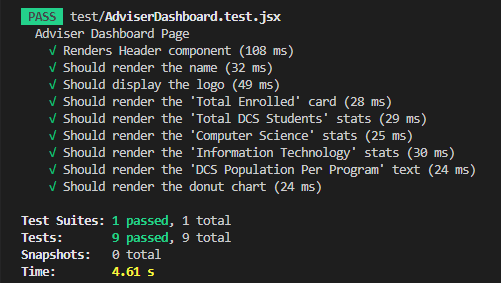 PASS test/AdviserDashboard.test.jsx
Adviser Dashboard Page
√ Renders Header component (108 ms)
√ Should render the name (32 ms)
√ Should display the logo (49 ms)
√ Should render the 'Total Enrolled' card (28 ms)
√ Should render the 'Total DCS Students' stats (29 ms)
√ Should render the 'Computer Science' stats (25 ms)
√ Should render the 'Information Technology' stats (30 ms)
√ Should render the 'DCS Population Per Program' text (24 ms)
√ Should render the donut chart (24 ms)
Test Suites: 1 passed, 1 total
Tests: 9 passed, 9 total
Snapshots: 0 total
Time: 4.61 s